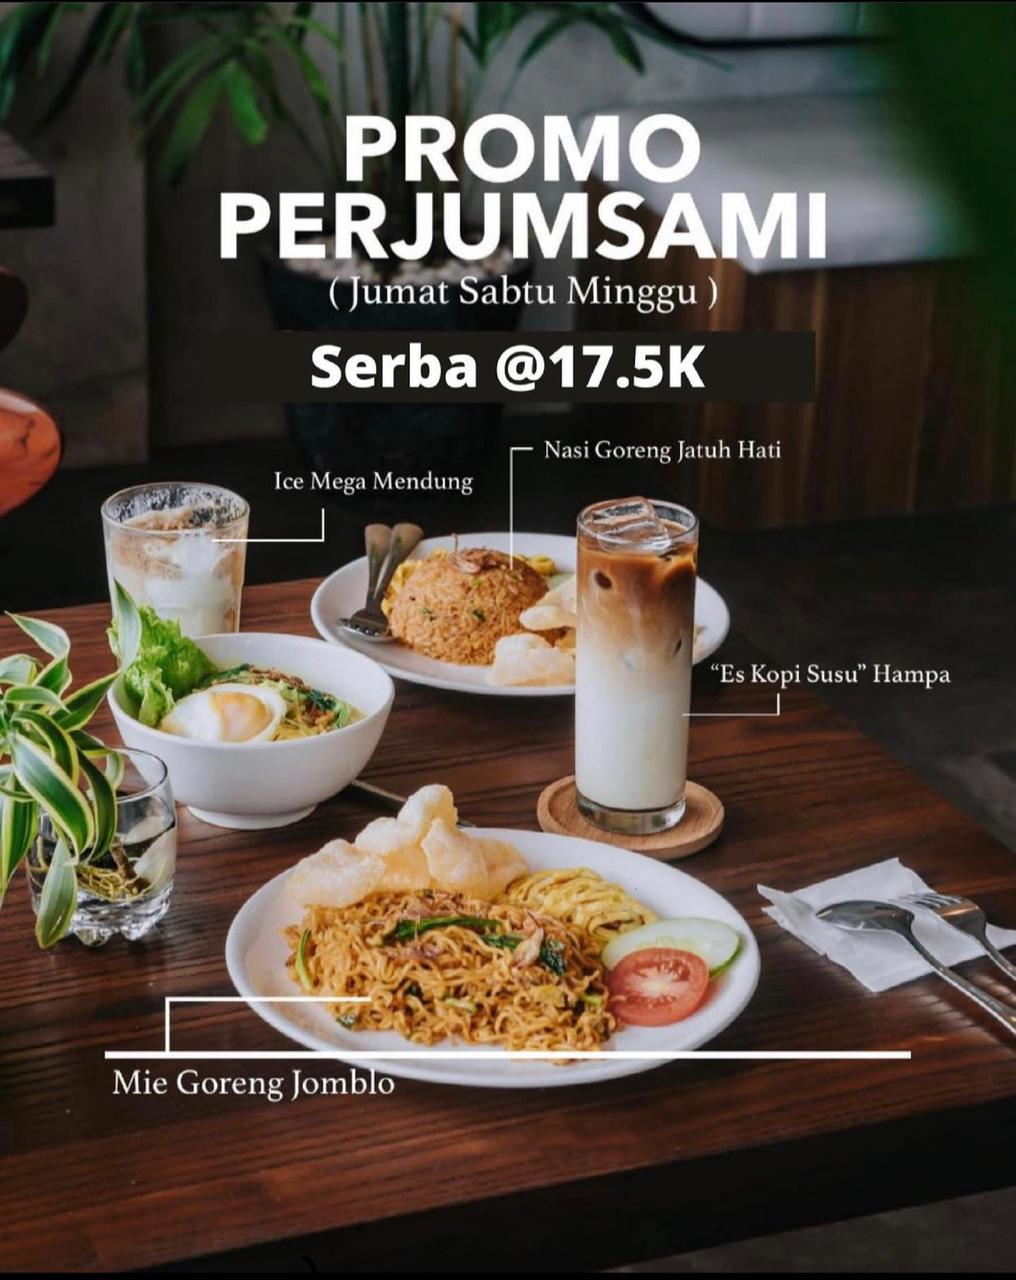 PROMO
PERJUMSAMI
( Jumat Sabtu Minggu )
Serba @17.5K
Nasi Goreng Jatuh Hati
Ice Mega Mendung
“Es Kopi Susu” Hampa
Mie Goreng Jomblo